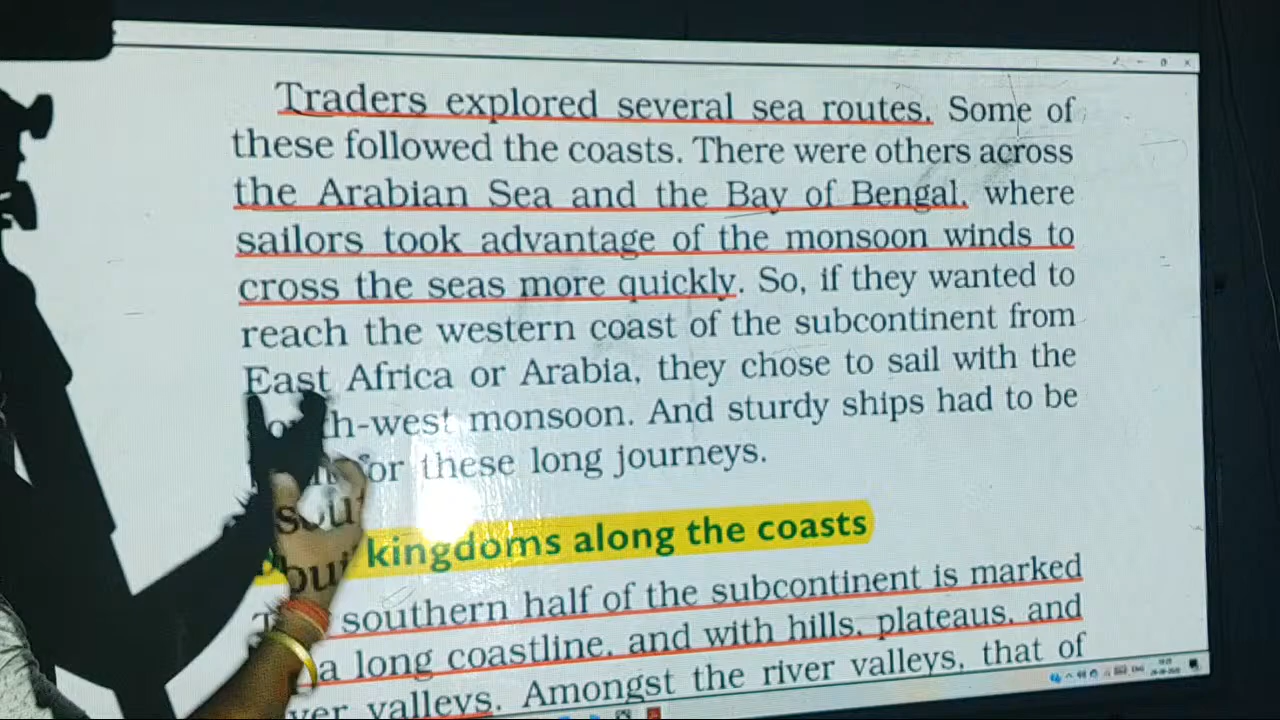 Traders explored several sea routes. Some of
these followed the coasts. There were others across
the Arabian Sea and the Bay of Bengal, where
sailors took advantage of the monsoon winds to
cross the seas more quickly. So, if they wanted to
reach the western coast of the subcontinent from
East Africa or Arabia, they chose to sail with the
south-west monsoon. And sturdy ships had to be
for these long journeys.
kingdoms along the coasts
southern half of the subcontinent is marked
a long coastline, and with hills, plateaus, and
valleys. Amongst the river valleys, that of